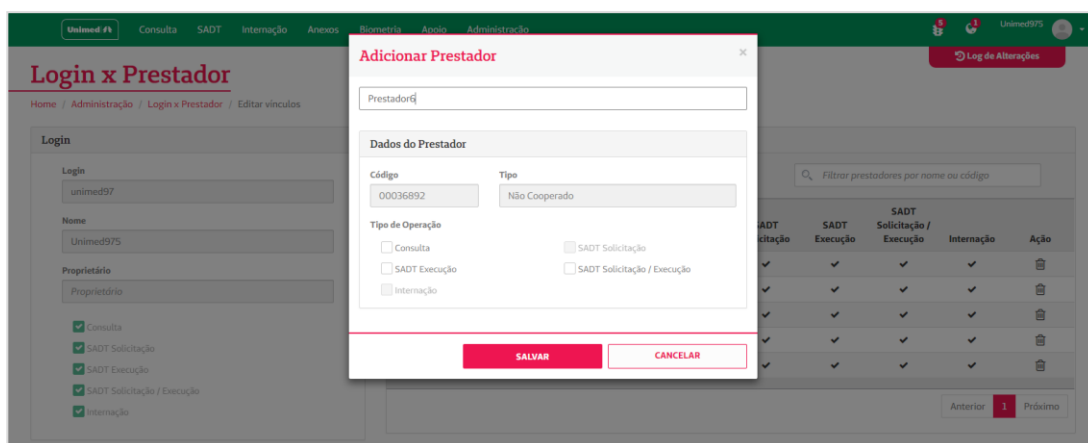 Unimed Consulta SADT Internação Anexos Biometria Apoio Administração 5 1 Unimed975
Log de Alterações
Login x Prestador
Home / Administração / Login x Prestador / Editar vínculos
Login
Login
unimed97
Nome
Unimed975
Proprietário
Proprietário
Consulta
SADT Solicitação
SADT Execução
SADT Solicitação / Execução
Internação
Adicionar Prestador ×
Prestador6
Dados do Prestador
Código Tipo
00036892 Não Cooperado
Tipo de Operação
Consulta SADT Solicitação
SADT Execução SADT Solicitação / Execução
Internação
SALVAR CANCELAR
Filtrar prestadores por nome ou código
SADT Execução
SADT Solicitação / Execução
Internação
Ação
Anterior 1 Próximo